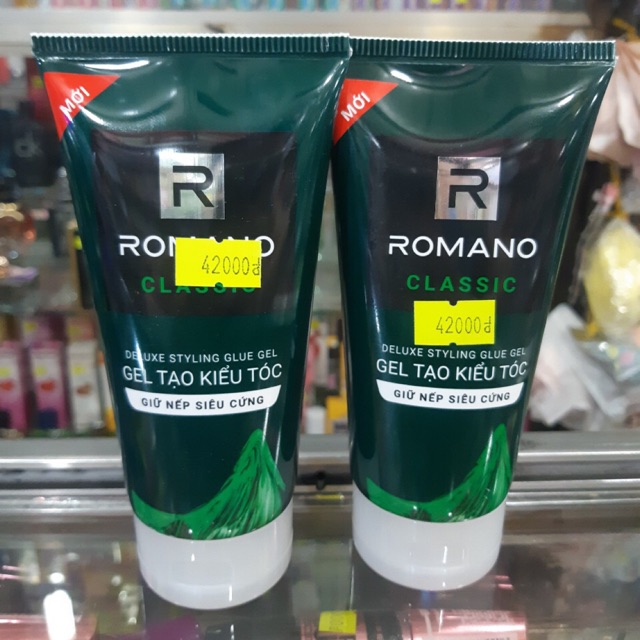 MỚI
R
ROMANO
CLASSIC
42000đ
DELUXE STYLING GLUE GEL
GEL TẠO KIỂU TÓC
GIỮ NẾP SIÊU CỨNG
MỚI
R
ROMANO
CLASSIC
42000đ
DELUXE STYLING GLUE GEL
GEL TẠO KIỂU TÓC
GIỮ NẾP SIÊU CỨNG